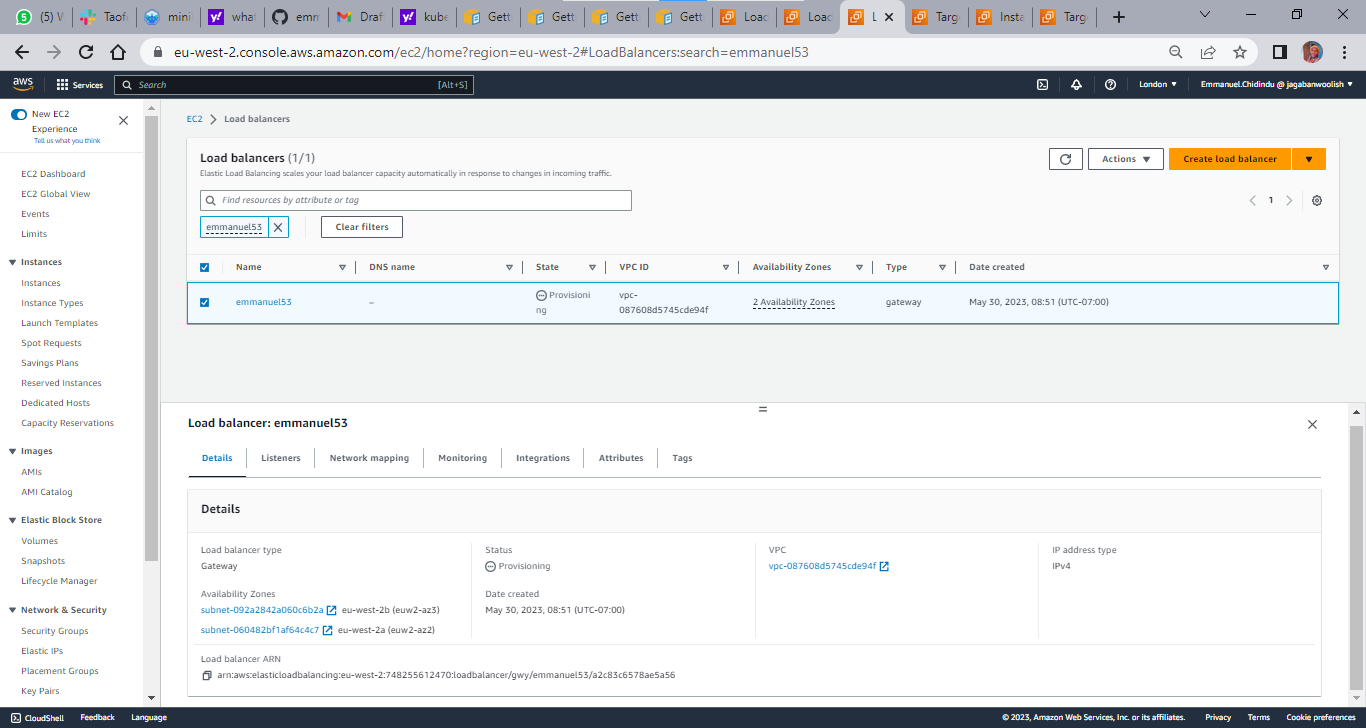 (5) W
Taof
mini
what
emm
Draf
kube
Gett
Gett
Gett
Gett
Load
Load
L
Targ
Insta
Targ
eu-west-2.console.aws.amazon.com/ec2/home?region=eu-west-2#LoadBalancers:search=emmanuel53
aws
Services
Search
[Alt+S]
London
Emmanuel.Chidindu @ jagabanwoolish
New EC2
Experience
Tell us what you think
EC2 Dashboard
EC2 Global View
Events
Limits
Instances
Instances
Instance Types
Launch Templates
Spot Requests
Savings Plans
Reserved Instances
Dedicated Hosts
Capacity Reservations
Images
AMIs
AMI Catalog
Elastic Block Store
Volumes
Snapshots
Lifecycle Manager
Network & Security
Security Groups
Elastic IPs
Placement Groups
Key Pairs
EC2
Load balancers
Load balancers (1/1)
Elastic Load Balancing scales your load balancer capacity automatically in response to changes in incoming traffic.
Actions
Create load balancer
Find resources by attribute or tag
1
emmanuel53
Clear filters
Name DNS name State VPC ID Availability Zones Type Date created
emmanuel53 – Provisioni
ng vpc-
087608d5745cde94f 2 Availability Zones gateway May 30, 2023, 08:51 (UTC-07:00)
Load balancer: emmanuel53
Details Listeners Network mapping Monitoring Integrations Attributes Tags
Details
Load balancer type
Gateway
Availability Zones
subnet-092a2842a060c6b2a eu-west-2b (euw2-az3)
subnet-060482bf1af64c4c7 eu-west-2a (euw2-az2)
Status
Provisioning
Date created
May 30, 2023, 08:51 (UTC-07:00)
VPC
vpc-087608d5745cde94f
IP address type
IPv4
Load balancer ARN
arn:aws:elasticloadbalancing:eu-west-2:748255612470:loadbalancer/gwy/emmanuel53/a2c83c6578ae5a56
CloudShell Feedback Language
© 2023, Amazon Web Services, Inc. or its affiliates. Privacy Terms Cookie preferences